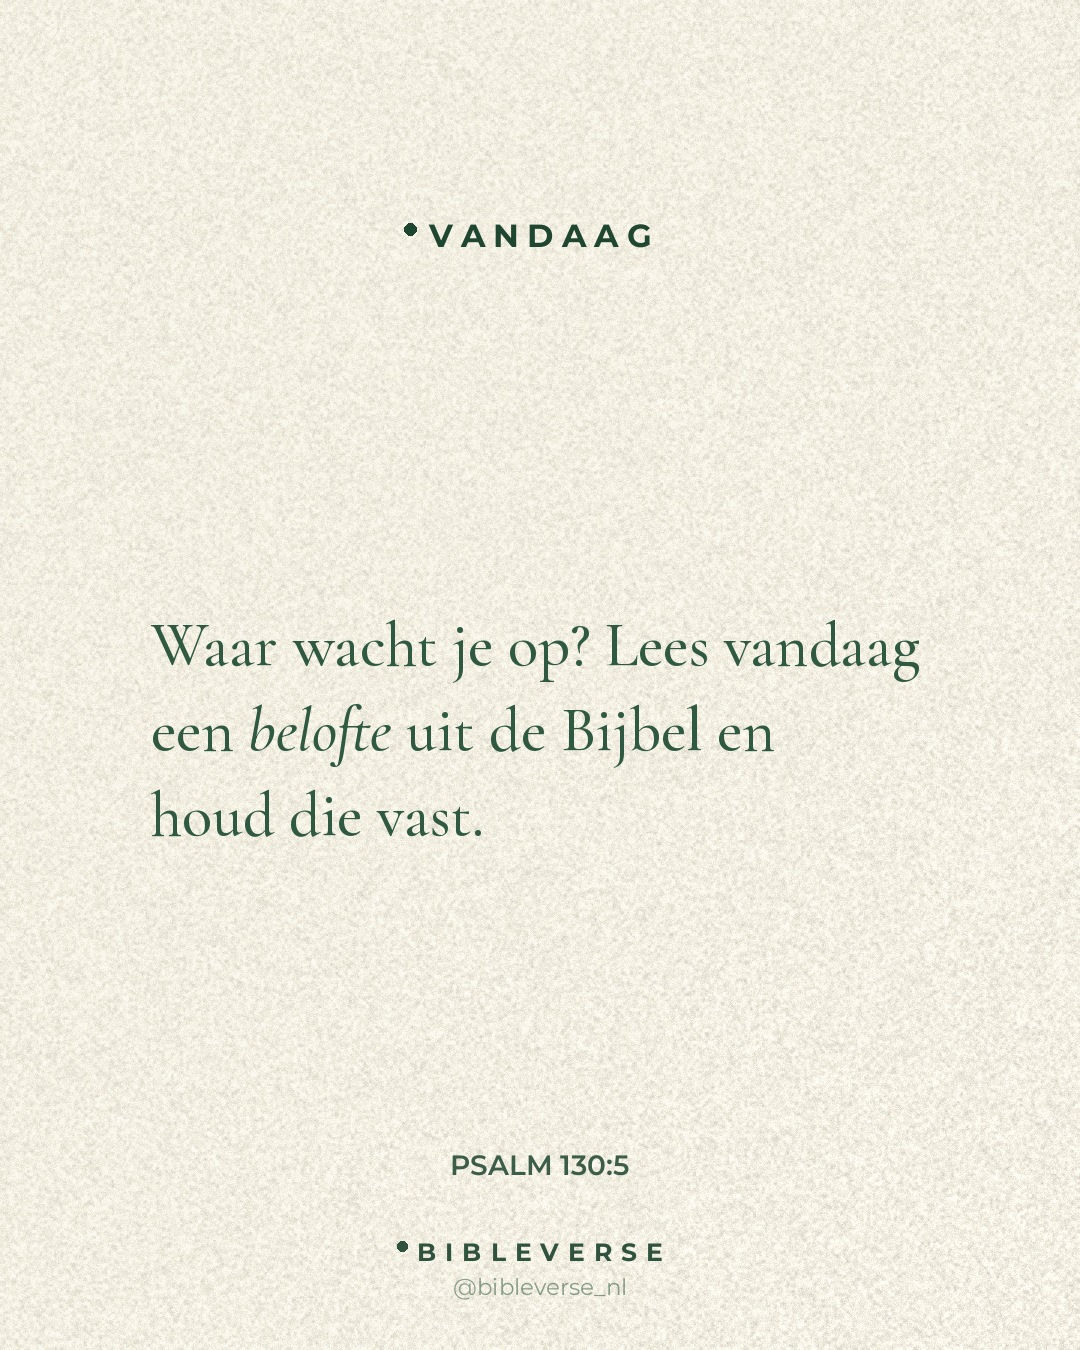 VANDAAG
Waar wacht je op? Lees vandaag
een belofte uit de Bijbel en
houd die vast.
PSALM 130:5
BIBLEVERSE
@bibleverse_nl